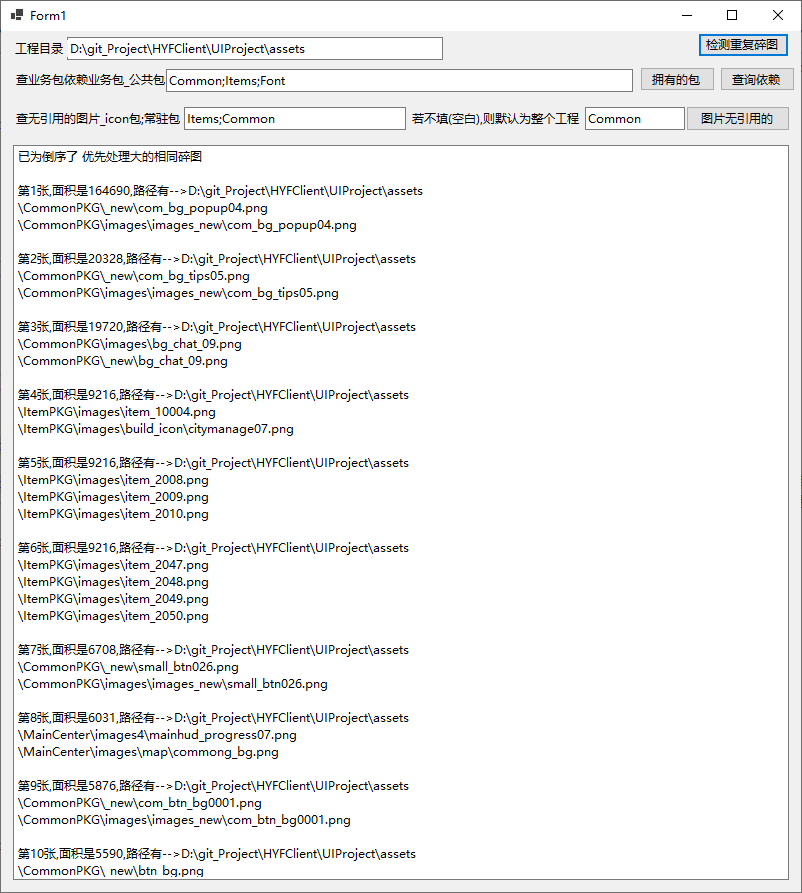 Form1
工程目录 D:\git_Project\HYFClient\UIProject\assets 检测重复碎图
查业务包依赖业务包_公共包 Common;Items;Font 拥有的包 查询依赖
查无引用的图片_icon包;常驻包 Items;Common 若不填(空白),则默认为整个工程 Common 图片无引用的
已为倒序了 优先处理大的相同碎图
第1张,面积是164690,路径有-->D:\git_Project\HYFClient\UIProject\assets
\CommonPKG\_new\com_bg_popup04.png
\CommonPKG\images\images_new\com_bg_popup04.png
第2张,面积是20328,路径有-->D:\git_Project\HYFClient\UIProject\assets
\CommonPKG\_new\com_bg_tips05.png
\CommonPKG\images\images_new\com_bg_tips05.png
第3张,面积是19720,路径有-->D:\git_Project\HYFClient\UIProject\assets
\CommonPKG\images\bg_chat_09.png
\CommonPKG\_new\bg_chat_09.png
第4张,面积是9216,路径有-->D:\git_Project\HYFClient\UIProject\assets
\ItemPKG\images\item_10004.png
\ItemPKG\images\build_icon\citymanage07.png
第5张,面积是9216,路径有-->D:\git_Project\HYFClient\UIProject\assets
\ItemPKG\images\item_2008.png
\ItemPKG\images\item_2009.png
\ItemPKG\images\item_2010.png
第6张,面积是9216,路径有-->D:\git_Project\HYFClient\UIProject\assets
\ItemPKG\images\item_2047.png
\ItemPKG\images\item_2048.png
\ItemPKG\images\item_2049.png
\ItemPKG\images\item_2050.png
第7张,面积是6708,路径有-->D:\git_Project\HYFClient\UIProject\assets
\CommonPKG\_new\small_btn026.png
\CommonPKG\images\images_new\small_btn026.png
第8张,面积是6031,路径有-->D:\git_Project\HYFClient\UIProject\assets
\MainCenter\images4\mainhud_progress07.png
\MainCenter\images\map\commong_bg.png
第9张,面积是5876,路径有-->D:\git_Project\HYFClient\UIProject\assets
\CommonPKG\_new\com_btn_bg0001.png
\CommonPKG\images\images_new\com_btn_bg0001.png
第10张,面积是5590,路径有-->D:\git_Project\HYFClient\UIProject\assets
\CommonPKG\_new\btn_bg.png